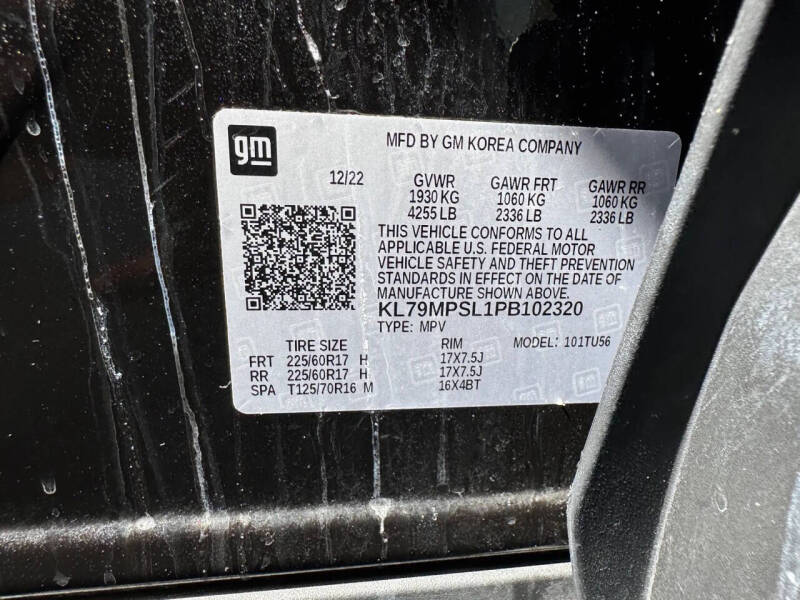 gm
MFD BY GM KOREA COMPANY
12/22 GVWR GAWR FRT GAWR RR
1930 KG 1060 KG 1060 KG
4255 LB 2336 LB 2336 LB
THIS VEHICLE CONFORMS TO ALL
APPLICABLE U.S. FEDERAL MOTOR
VEHICLE SAFETY AND THEFT PREVENTION
STANDARDS IN EFFECT ON THE DATE OF
MANUFACTURE SHOWN ABOVE.
KL79MPSL1PB102320
TYPE: MPV
TIRE SIZE RIM MODEL: 101TU56
FRT 225/60R17 H 17X7.5J
RR 225/60R17 H 17X7.5J
SPA T125/70R16 M 16X4BT